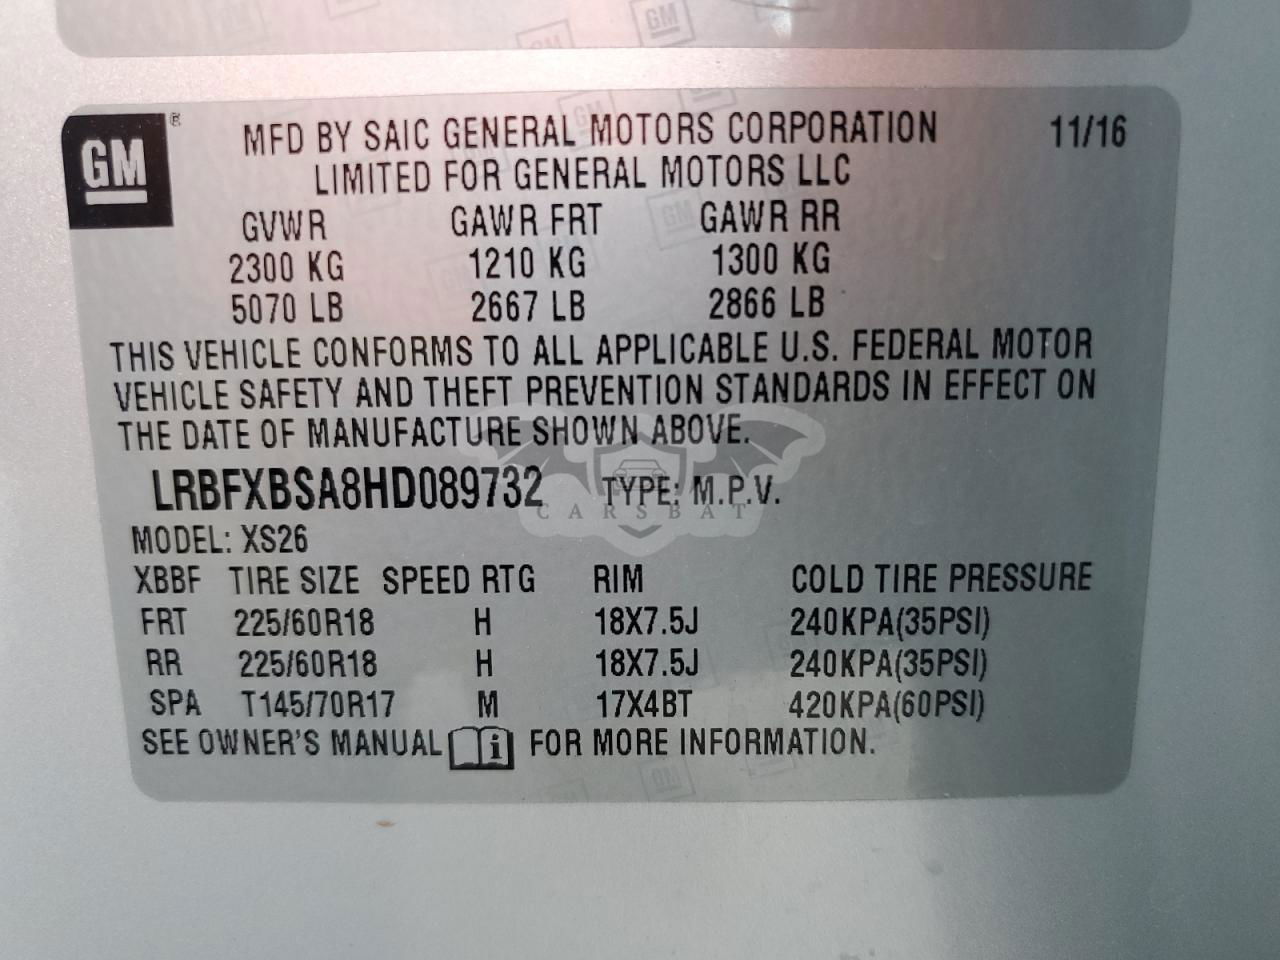 GM
GM
GM ®
MFD BY SAIC GENERAL MOTORS CORPORATION 11/16
LIMITED FOR GENERAL MOTORS LLC
GVWR GAWR FRT GAWR RR
2300 KG 1210 KG 1300 KG
5070 LB 2667 LB 2866 LB
THIS VEHICLE CONFORMS TO ALL APPLICABLE U.S. FEDERAL MOTOR
VEHICLE SAFETY AND THEFT PREVENTION STANDARDS IN EFFECT ON
THE DATE OF MANUFACTURE SHOWN ABOVE.
LRBFXBSA8HD089732 TYPE: M.P.V.
CARSBAT
MODEL: XS26
XBBF TIRE SIZE SPEED RTG RIM COLD TIRE PRESSURE
FRT 225/60R18 H 18X7.5J 240KPA(35PSI)
RR 225/60R18 H 18X7.5J 240KPA(35PSI)
SPA T145/70R17 M 17X4BT 420KPA(60PSI)
SEE OWNER'S MANUAL i FOR MORE INFORMATION.